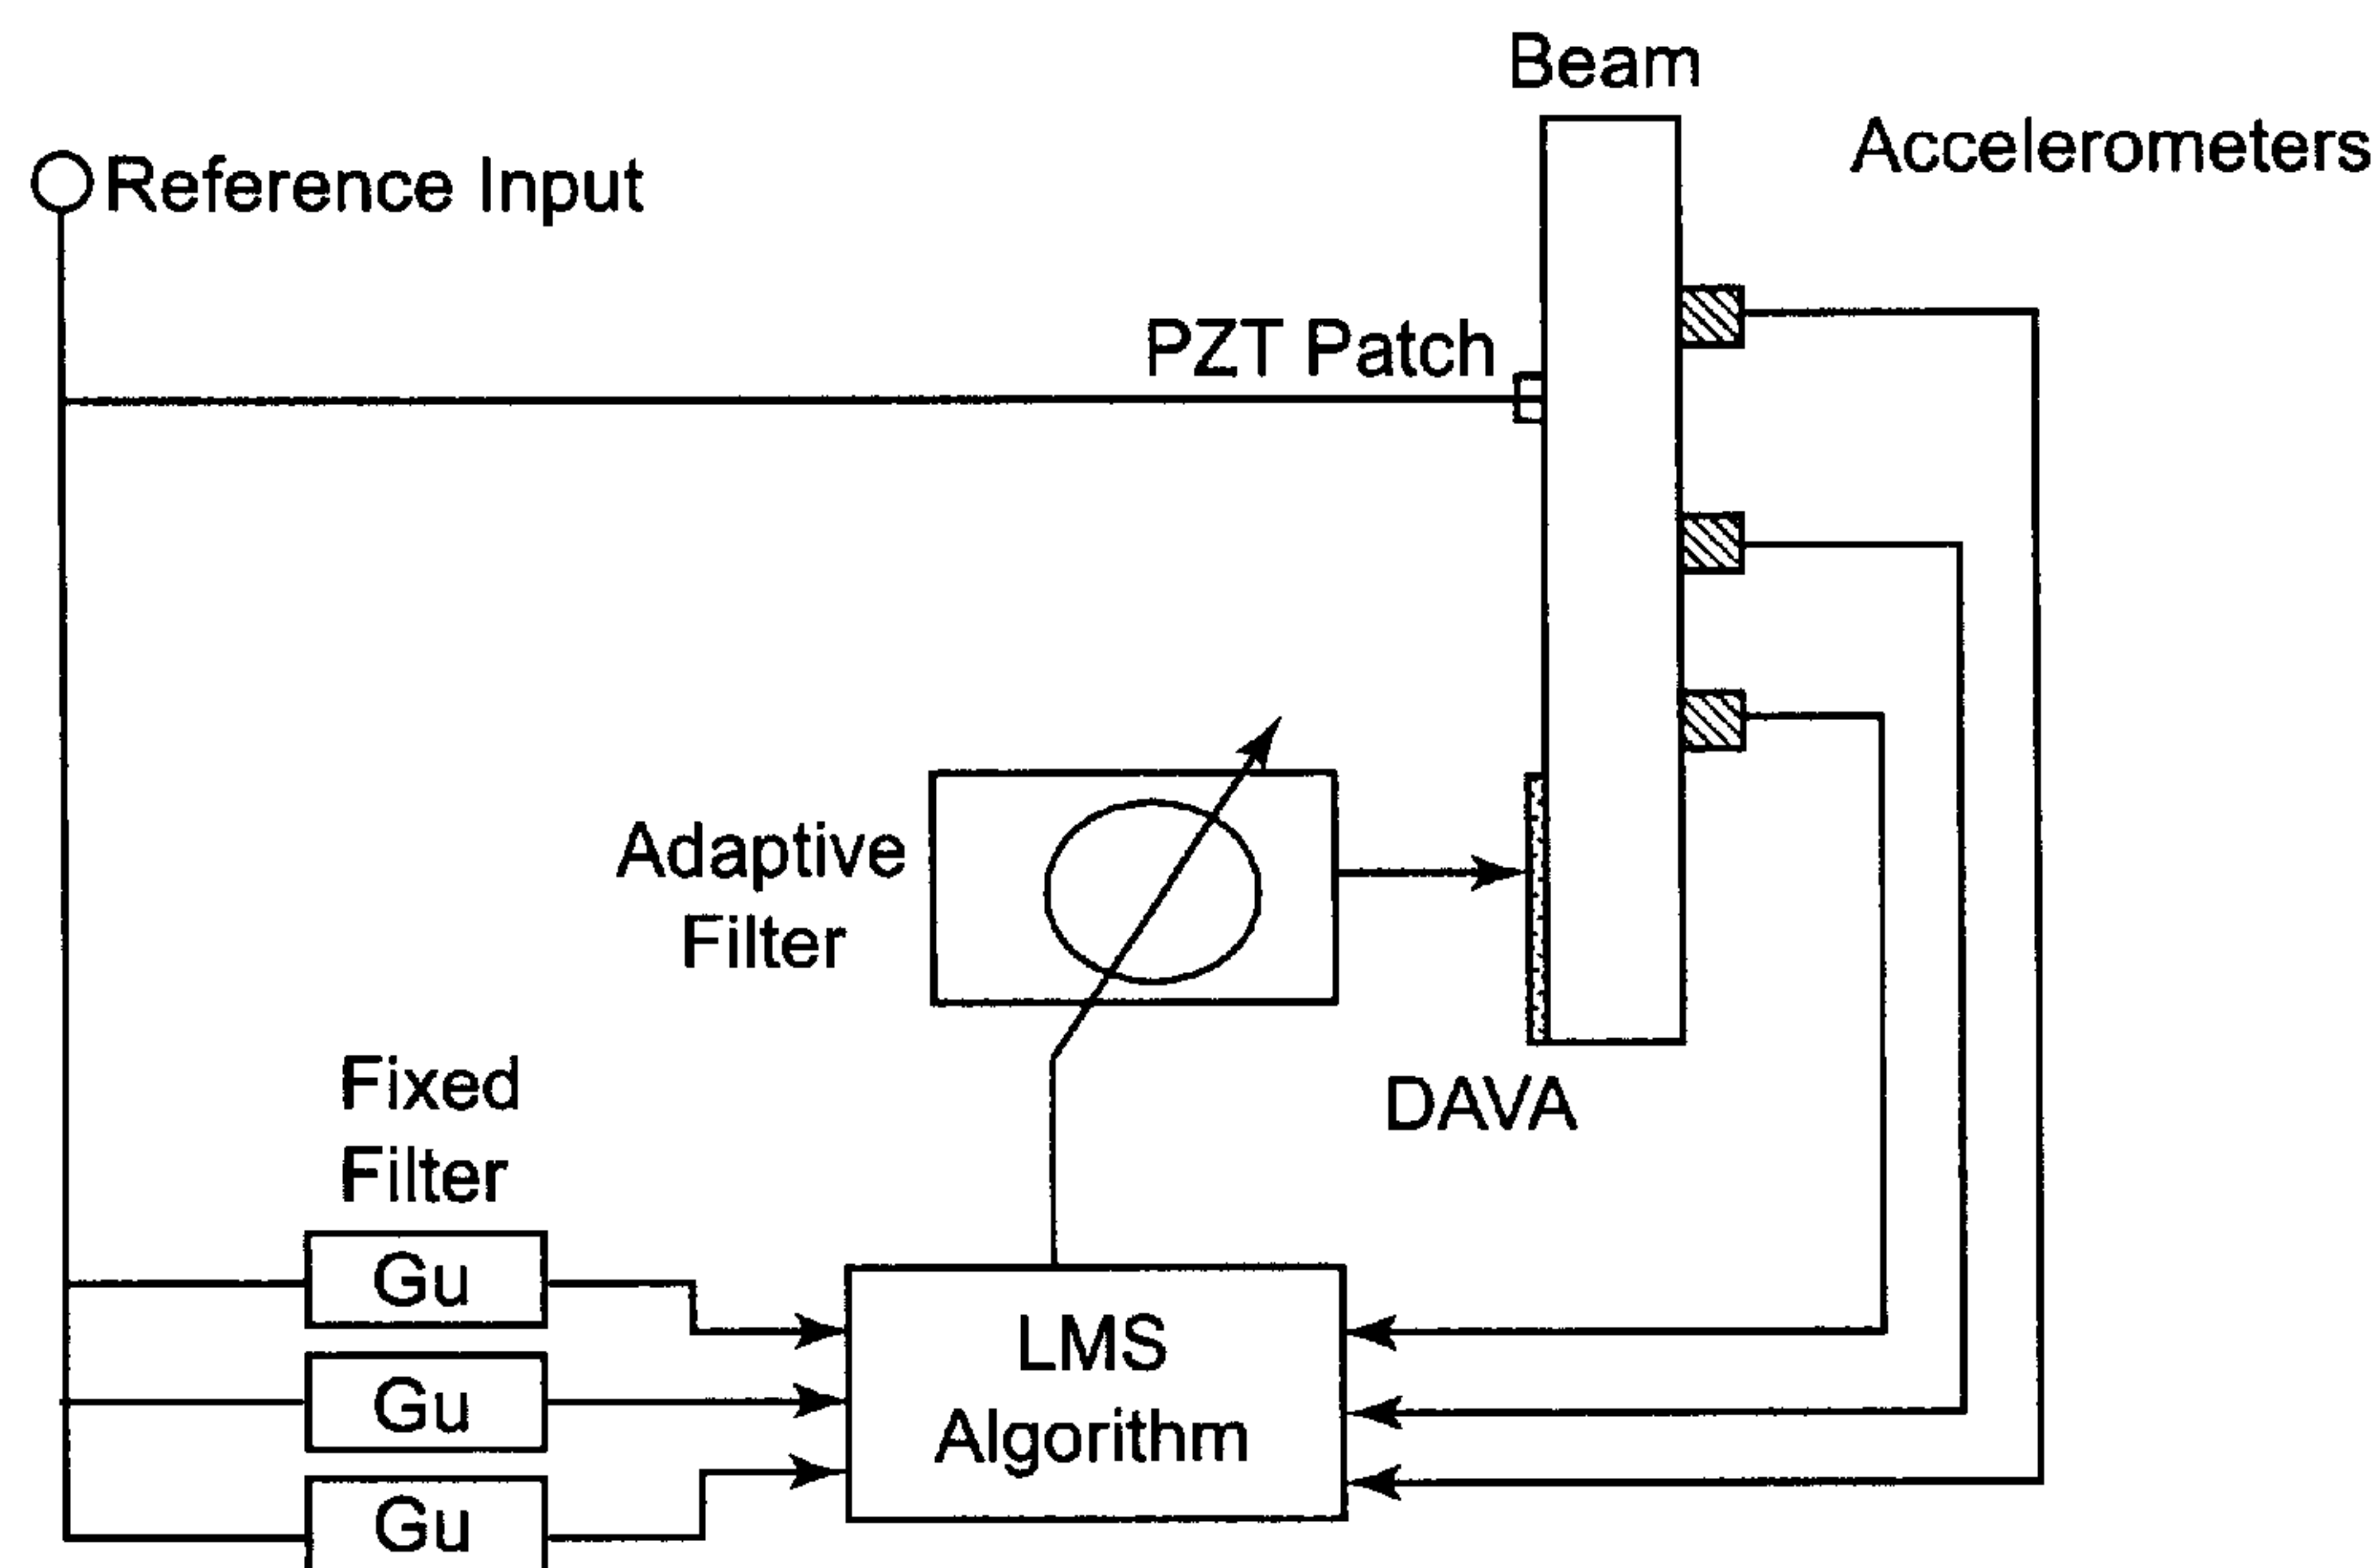 Beam
Accelerometers
Reference Input
PZT Patch
Adaptive
Filter
DAVA
Fixed
Filter
Gu
Gu
Gu
LMS
Algorithm